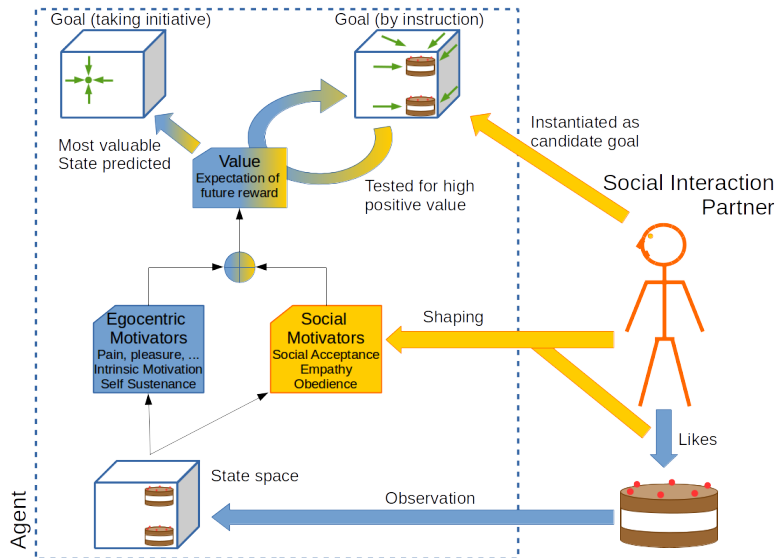 Goal (taking initiative)
Goal (by instruction)
Most valuable
State predicted
Value
Expectation of
future reward
Tested for high
positive value
Instantiated as
candidate goal
Social Interaction
Partner
Egocentric
Motivators
Pain, pleasure, ...
Intrinsic Motivation
Self Sustenance
Social
Motivators
Social Acceptance
Empathy
Obedience
Shaping
Likes
State space
Observation
Agent